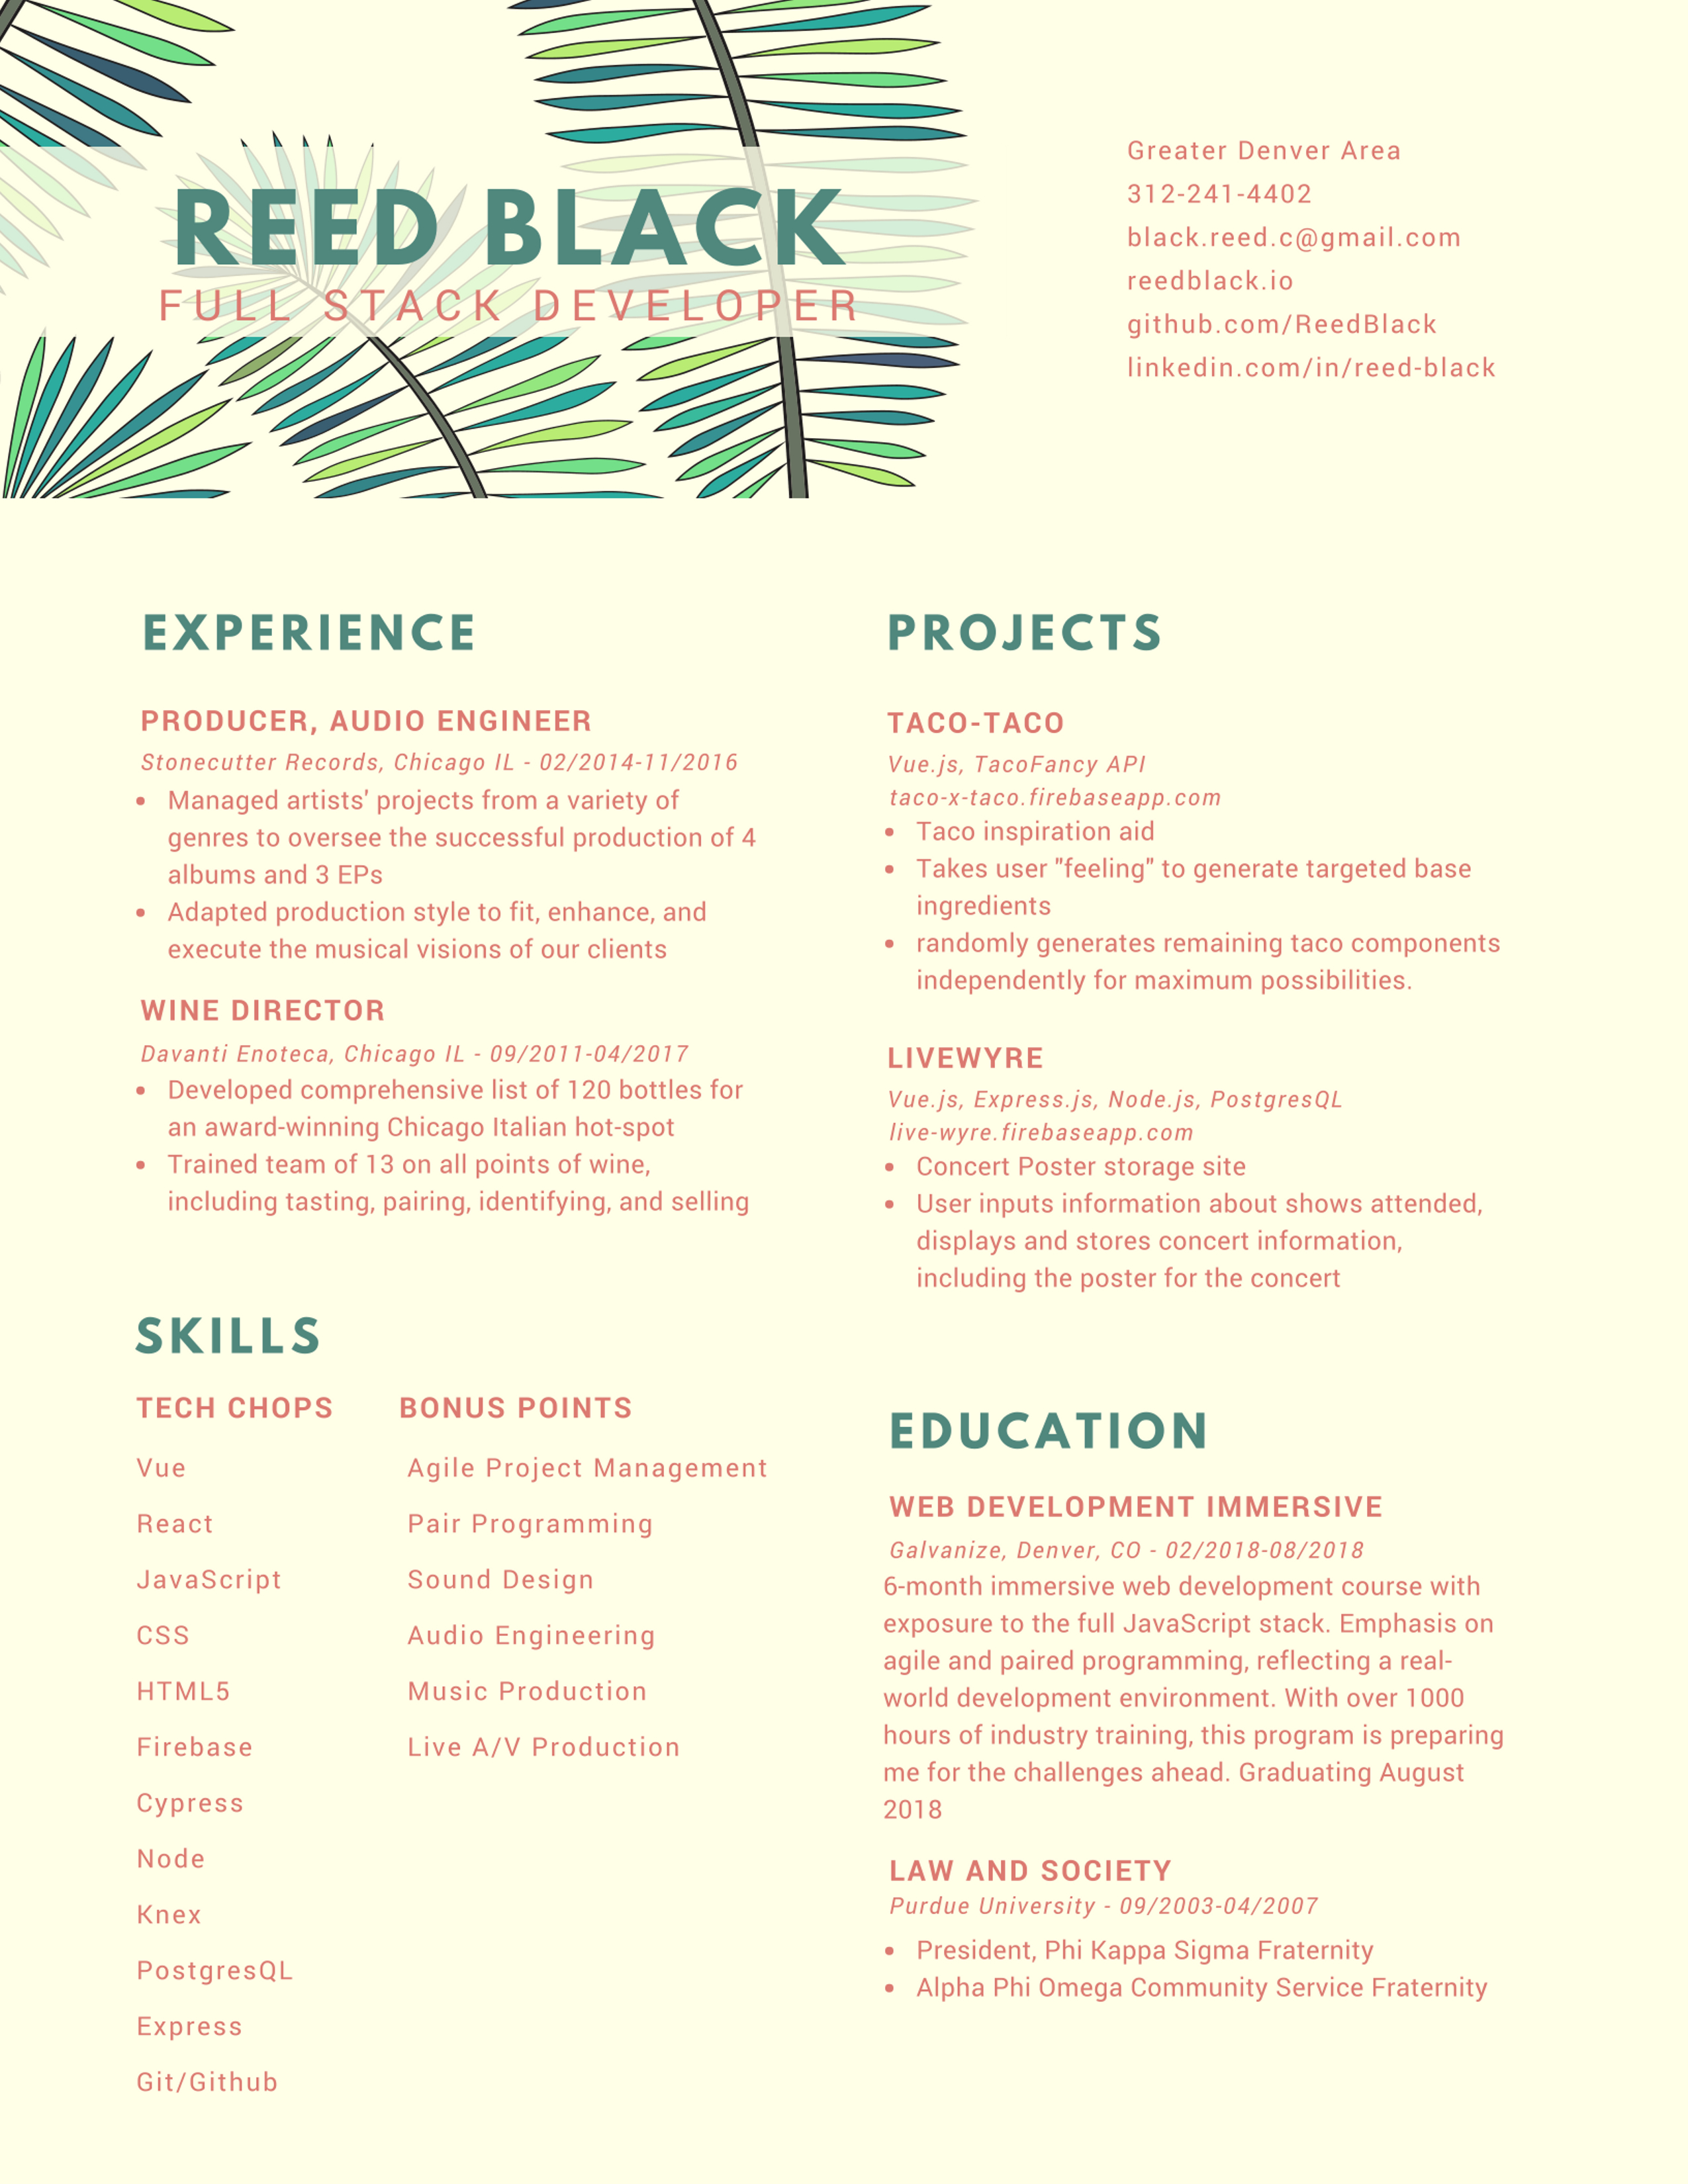 REED BLACK
FULL STACK DEVELOPER
Greater Denver Area
312-241-4402
black.reed.c@gmail.com
reedblack.io
github.com/ReedBlack
linkedin.com/in/reed-black
EXPERIENCE
PRODUCER, AUDIO ENGINEER
Stonecutter Records, Chicago IL - 02/2014-11/2016
• Managed artists' projects from a variety of
genres to oversee the successful production of 4
albums and 3 EPs
• Adapted production style to fit, enhance, and
execute the musical visions of our clients
WINE DIRECTOR
Davanti Enoteca, Chicago IL - 09/2011-04/2017
• Developed comprehensive list of 120 bottles for
an award-winning Chicago Italian hot-spot
• Trained team of 13 on all points of wine,
including tasting, pairing, identifying, and selling
SKILLS
TECH CHOPS
Vue
React
JavaScript
CSS
HTML5
Firebase
Cypress
Node
Knex
PostgresQL
Express
Git/Github
BONUS POINTS
Agile Project Management
Pair Programming
Sound Design
Audio Engineering
Music Production
Live A/V Production
PROJECTS
TACO-TACO
Vue.js, TacoFancy API
taco-x-taco.firebaseapp.com
• Taco inspiration aid
• Takes user "feeling" to generate targeted base
ingredients
• randomly generates remaining taco components
independently for maximum possibilities.
LIVEWYRE
Vue.js, Express.js, Node.js, PostgresQL
live-wyre.firebaseapp.com
• Concert Poster storage site
• User inputs information about shows attended,
displays and stores concert information,
including the poster for the concert
EDUCATION
WEB DEVELOPMENT IMMERSIVE
Galvanize, Denver, CO - 02/2018-08/2018
6-month immersive web development course with
exposure to the full JavaScript stack. Emphasis on
agile and paired programming, reflecting a real-
world development environment. With over 1000
hours of industry training, this program is preparing
me for the challenges ahead. Graduating August
2018
LAW AND SOCIETY
Purdue University - 09/2003-04/2007
• President, Phi Kappa Sigma Fraternity
• Alpha Phi Omega Community Service Fraternity